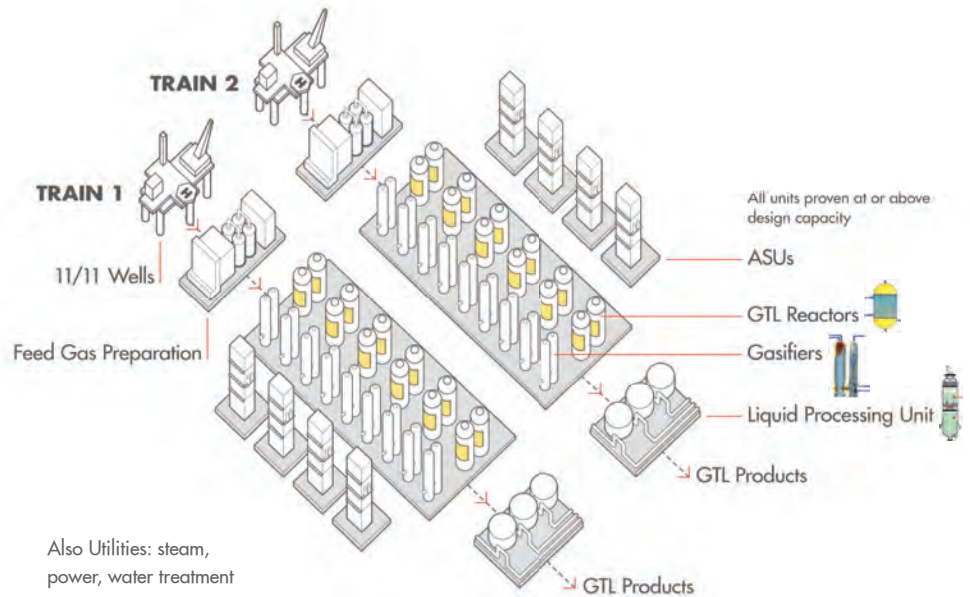 TRAIN 2
TRAIN 1
H
H
11/11 Wells
Feed Gas Preparation
All units proven at or above
design capacity
ASUs
GTL Reactors
Gasifiers
Liquid Processing Unit
GTL Products
GTL Products
Also Utilities: steam,
power, water treatment